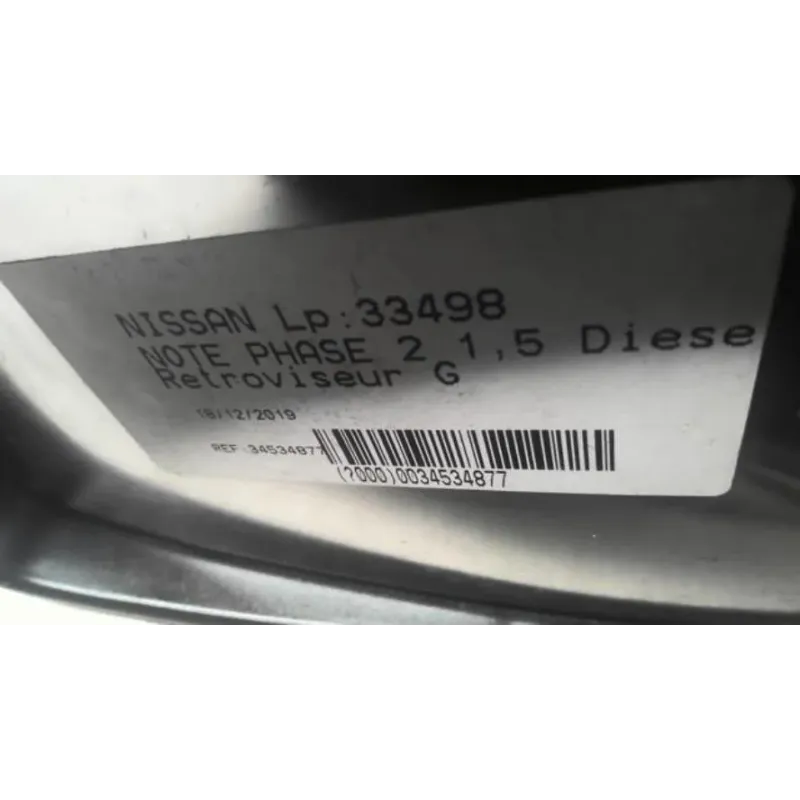 NISSAN Lp:33498
NOTE PHASE 2 1,5 Diese
Retroviseur G
18/12/2019
REF 34534877
(2000)0034534877